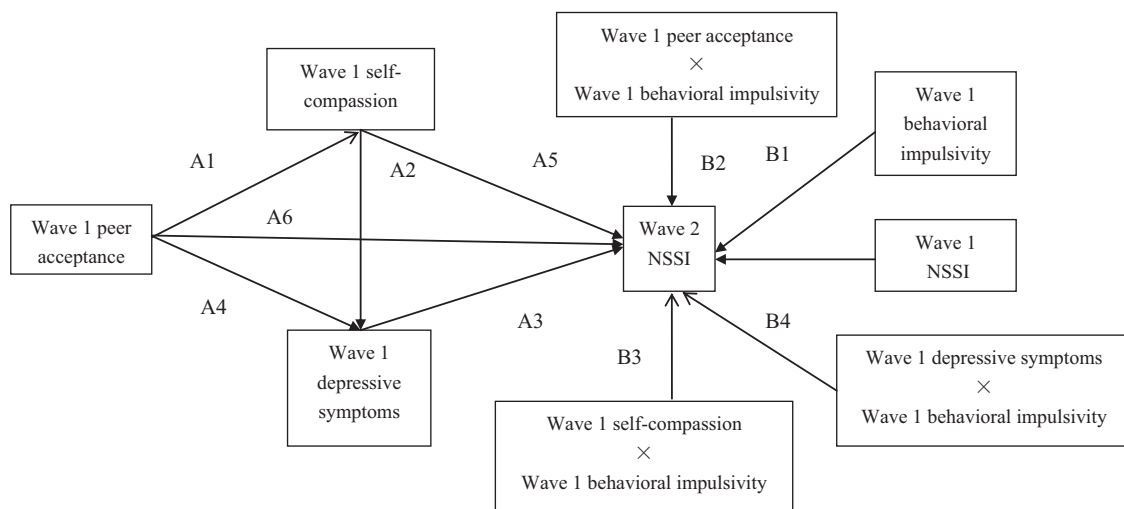 Wave 1 peer acceptance
×
Wave 1 behavioral impulsivity
Wave 1 self-
compassion
Wave 1
behavioral
impulsivity
A1
A2
A5
B2
B1
Wave 1 peer
acceptance
A6
Wave 2
NSSI
Wave 1
NSSI
A4
A3
B3
B4
Wave 1
depressive
symptoms
Wave 1 depressive symptoms
×
Wave 1 behavioral impulsivity
Wave 1 self-compassion
×
Wave 1 behavioral impulsivity